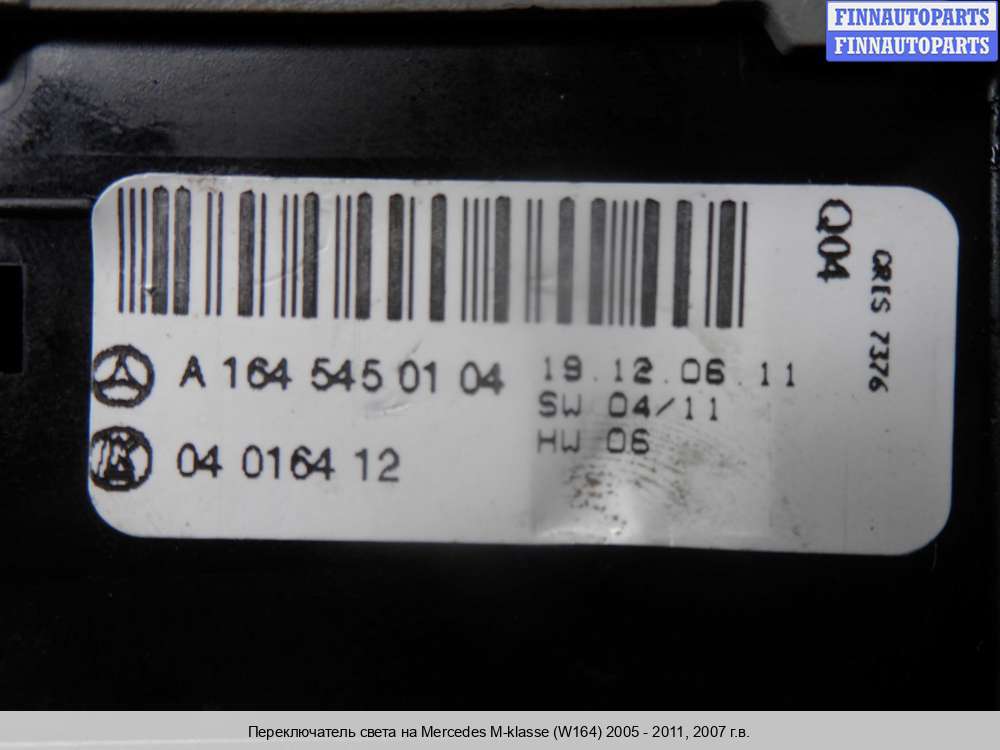 FINNAUTOPARTS
FINNAUTOPARTS
Q04
CRIS 7376
A 164 545 01 04
19.12.06.11
SW 04/11
HW 06
04 0164 12
Переключатель света на Mercedes M-klasse (W164) 2005 - 2011, 2007 г.в.